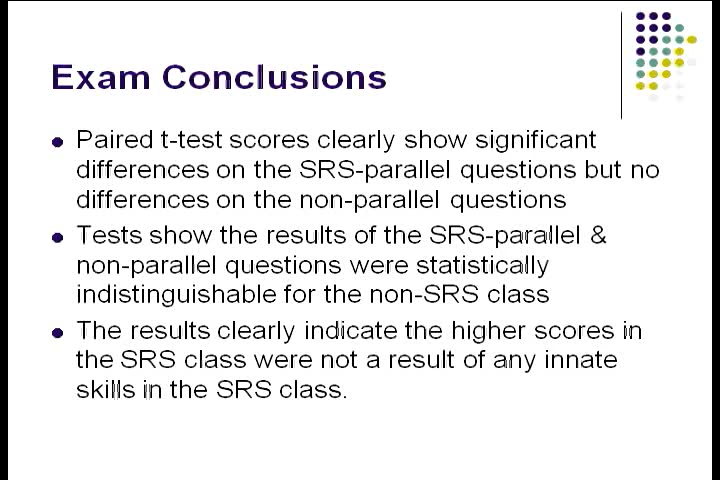 Exam Conclusions
Paired t-test scores clearly show significant
differences on the SRS-parallel questions but no
differences on the non-parallel questions
Tests show the results of the SRS-parallel &
non-parallel questions were statistically
indistinguishable for the non-SRS class
The results clearly indicate the higher scores in
the SRS class were not a result of any innate
skills in the SRS class.